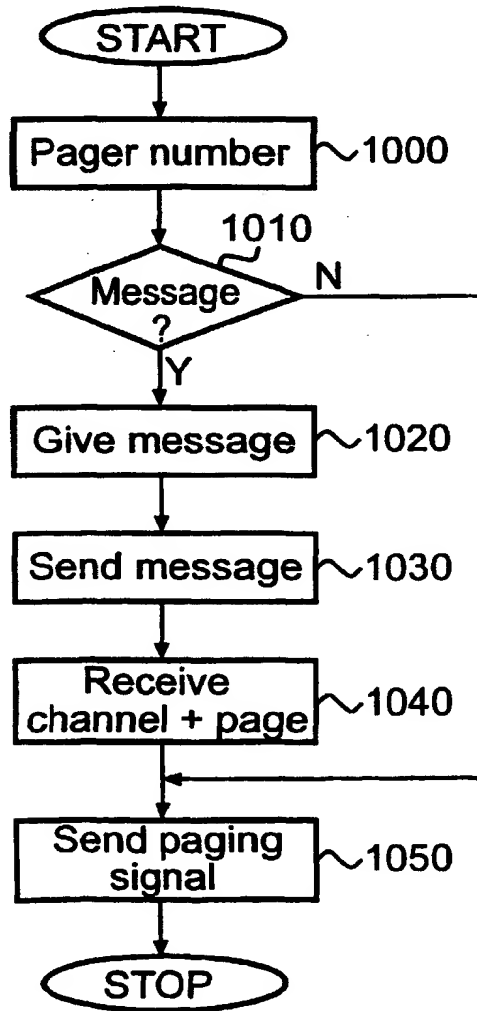 START
Pager number
1000
1010
Message
?
N
Y
Give message
1020
Send message
1030
Receive
channel + page
1040
Send paging
signal
1050
STOP